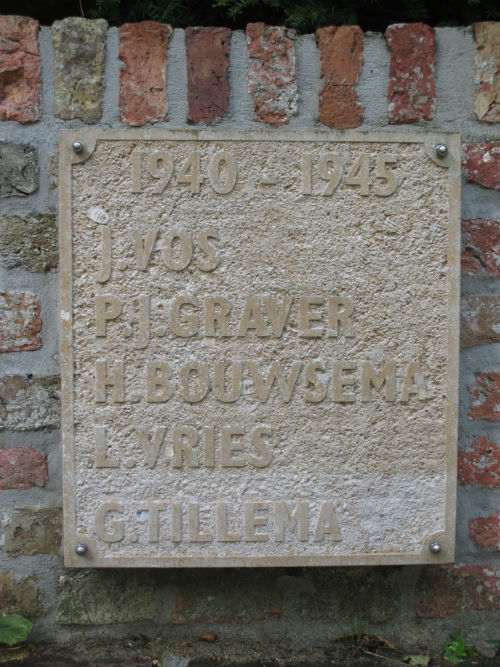 1940 - 1945
J.VOS
P.J.GRAVER
H.BOUWSEMA
L.VRIES
G.TILLEMA